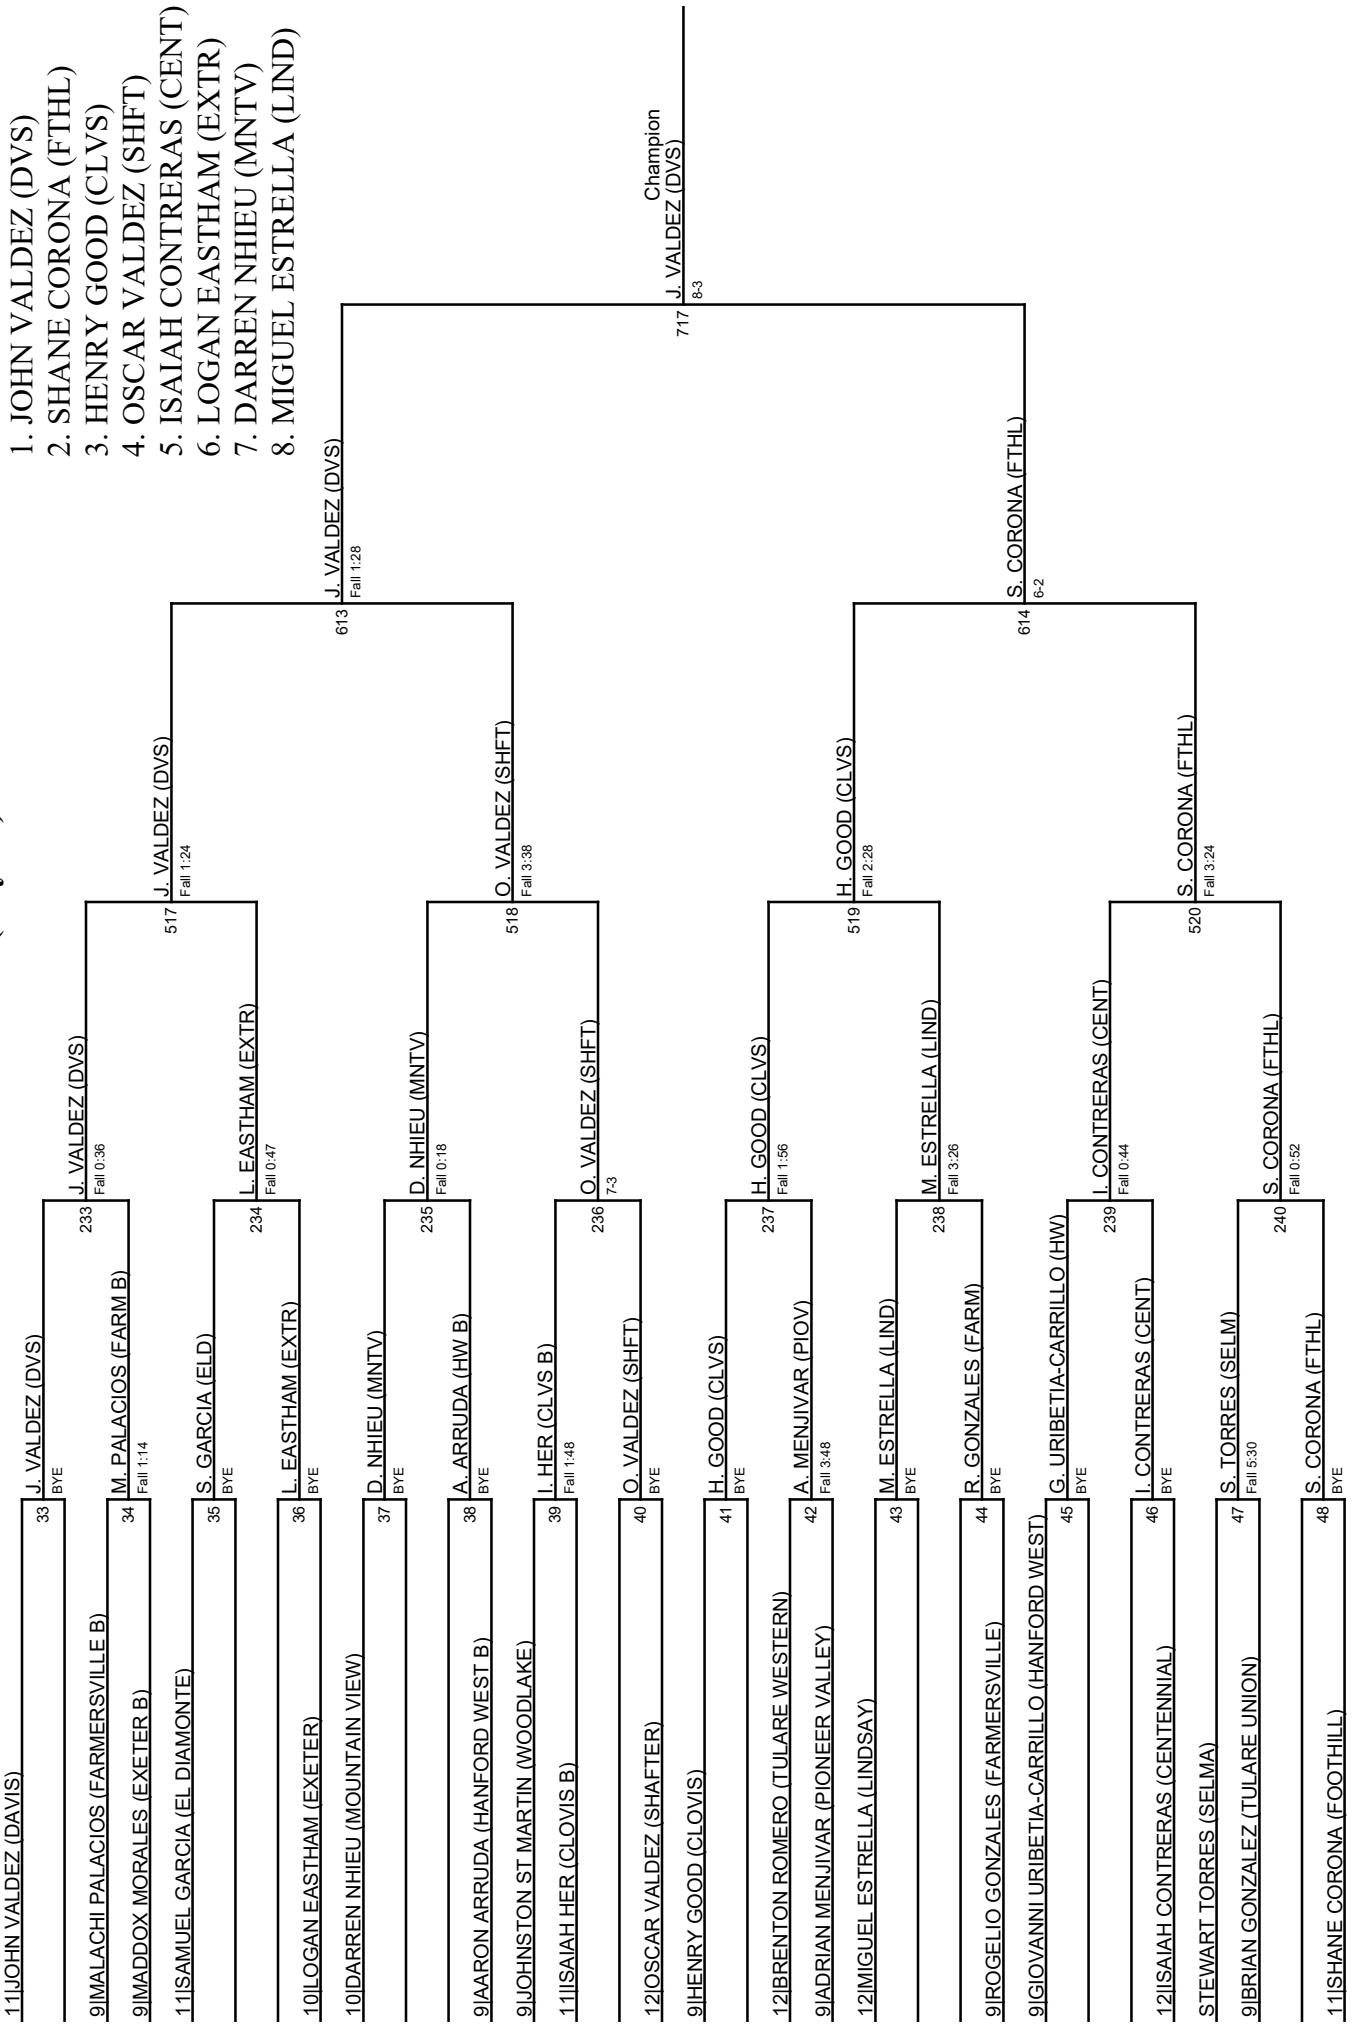 1. JOHN VALDEZ (DVS)
2. SHANE CORONA (FTHL)
3. HENRY GOOD (CLVS)
4. OSCAR VALDEZ (SHFT)
5. ISAIAH CONTRERAS (CENT)
6. LOGAN EASTHAM (EXTR)
7. DARREN NHIEU (MNTV)
8. MIGUEL ESTRELLA (LIND)
11|JOHN VALDEZ (DAVIS)
9|MALACHI PALACIOS (FARMERSVILLE B)
9|MADDOX MORALES (EXETER B)
11|SAMUEL GARCIA (EL DIAMONTE)
10|LOGAN EASTHAM (EXETER)
10|DARREN NHIEU (MOUNTAIN VIEW)
9|AARON ARRUDA (HANFORD WEST B)
9|JOHNSTON ST MARTIN (WOODLAKE)
11|ISAIAH HER (CLOVIS B)
12|OSCAR VALDEZ (SHAFTER)
9|HENRY GOOD (CLOVIS)
12|BRENTON ROMERO (TULARE WESTERN)
9|ADRIAN MENJIVAR (PIONEER VALLEY)
12|MIGUEL ESTRELLA (LINDSAY)
9|ROGELIO GONZALES (FARMERSVILLE)
9|GIOVANNI URIBETIA-CARRILLO (HANFORD WEST)
12|ISAIAH CONTRERAS (CENTENNIAL)
STEWART TORRES (SELMA)
9|BRIAN GONZALEZ (TULARE UNION)
11|SHANE CORONA (FOOTHILL)
33
J. VALDEZ (DVS)
BYE
34
M. PALACIOS (FARM B)
Fall 1:14
35
S. GARCIA (ELD)
BYE
36
L. EASTHAM (EXTR)
BYE
37
D. NHIEU (MNTV)
BYE
38
A. ARRUDA (HW B)
BYE
39
I. HER (CLVS B)
Fall 1:48
40
O. VALDEZ (SHFT)
BYE
41
H. GOOD (CLVS)
BYE
42
A. MENJIVAR (PIOV)
Fall 3:48
43
M. ESTRELLA (LIND)
BYE
44
R. GONZALES (FARM)
BYE
45
G. URIBETIA-CARRILLO (HW)
BYE
46
I. CONTRERAS (CENT)
BYE
47
S. TORRES (SELM)
Fall 5:30
48
S. CORONA (FTHL)
BYE
233
J. VALDEZ (DVS)
Fall 0:36
234
L. EASTHAM (EXTR)
Fall 0:47
235
D. NHIEU (MNTV)
Fall 0:18
236
O. VALDEZ (SHFT)
7-3
237
H. GOOD (CLVS)
Fall 1:56
238
M. ESTRELLA (LIND)
Fall 3:26
239
I. CONTRERAS (CENT)
Fall 0:44
240
S. CORONA (FTHL)
Fall 0:52
517
J. VALDEZ (DVS)
Fall 1:24
518
O. VALDEZ (SHFT)
Fall 3:38
519
H. GOOD (CLVS)
Fall 2:28
520
S. CORONA (FTHL)
Fall 3:24
613
J. VALDEZ (DVS)
Fall 1:28
614
S. CORONA (FTHL)
6-2
717
Champion
J. VALDEZ (DVS)
8-3